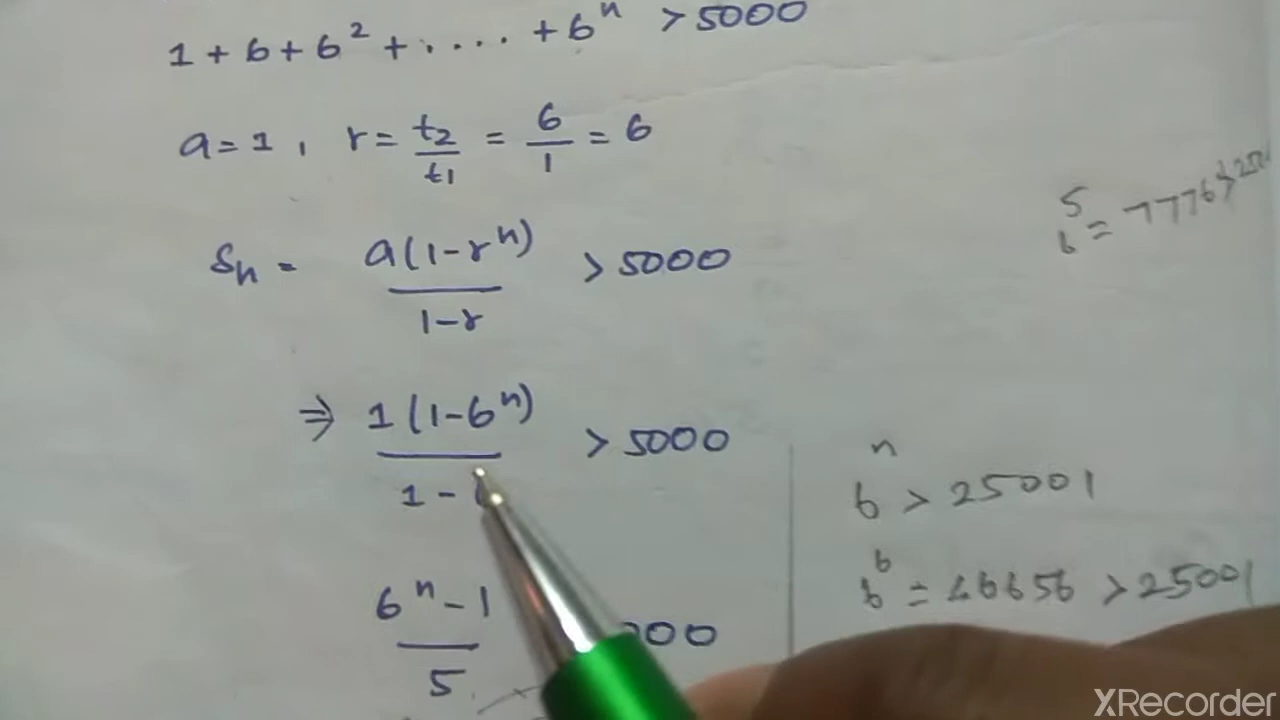 1 + 6 + 6² + ..... + 6ⁿ > 5000
a = 1, r = t₂/t₁ = 6/1 = 6
6⁵ = 7776
Sₙ = a(1-rⁿ)/1-r > 5000
⇒ 1(1-6ⁿ)/1- > 5000
6ⁿ > 25001
6⁶ = 46656 > 25001
6ⁿ-1/5 000
XRecorder